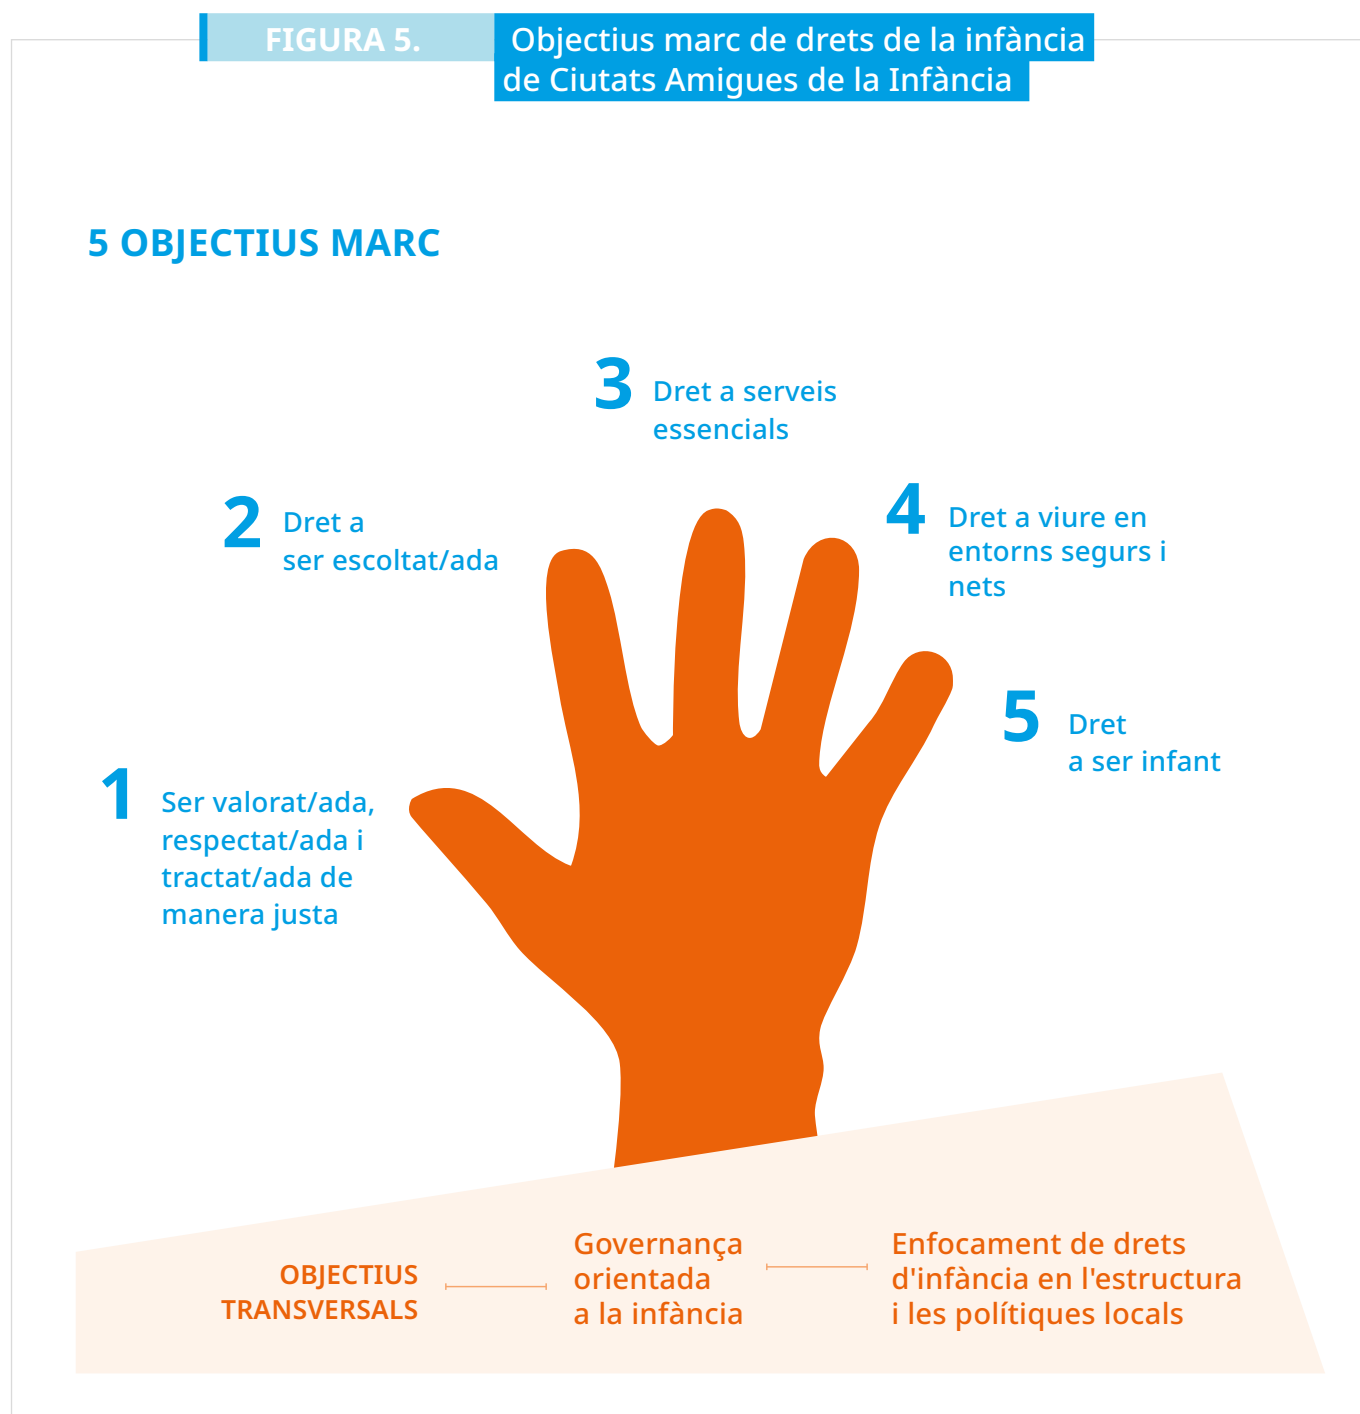 FIGURA 5.
Objectius marc de drets de la infància
de Ciutats Amigues de la Infància
5 OBJECTIUS MARC
1
Ser valorat/ada,
respectat/ada i
tractat/ada de
manera justa
2
Dret a
ser escoltat/ada
3
Dret a serveis
essencials
4
Dret a viure en
entorns segurs i
nets
5
Dret
a ser infant
OBJECTIUS
TRANSVERSALS
Governança
orientada
a la infància
Enfocament de drets
d'infància en l'estructura
i les polítiques locals